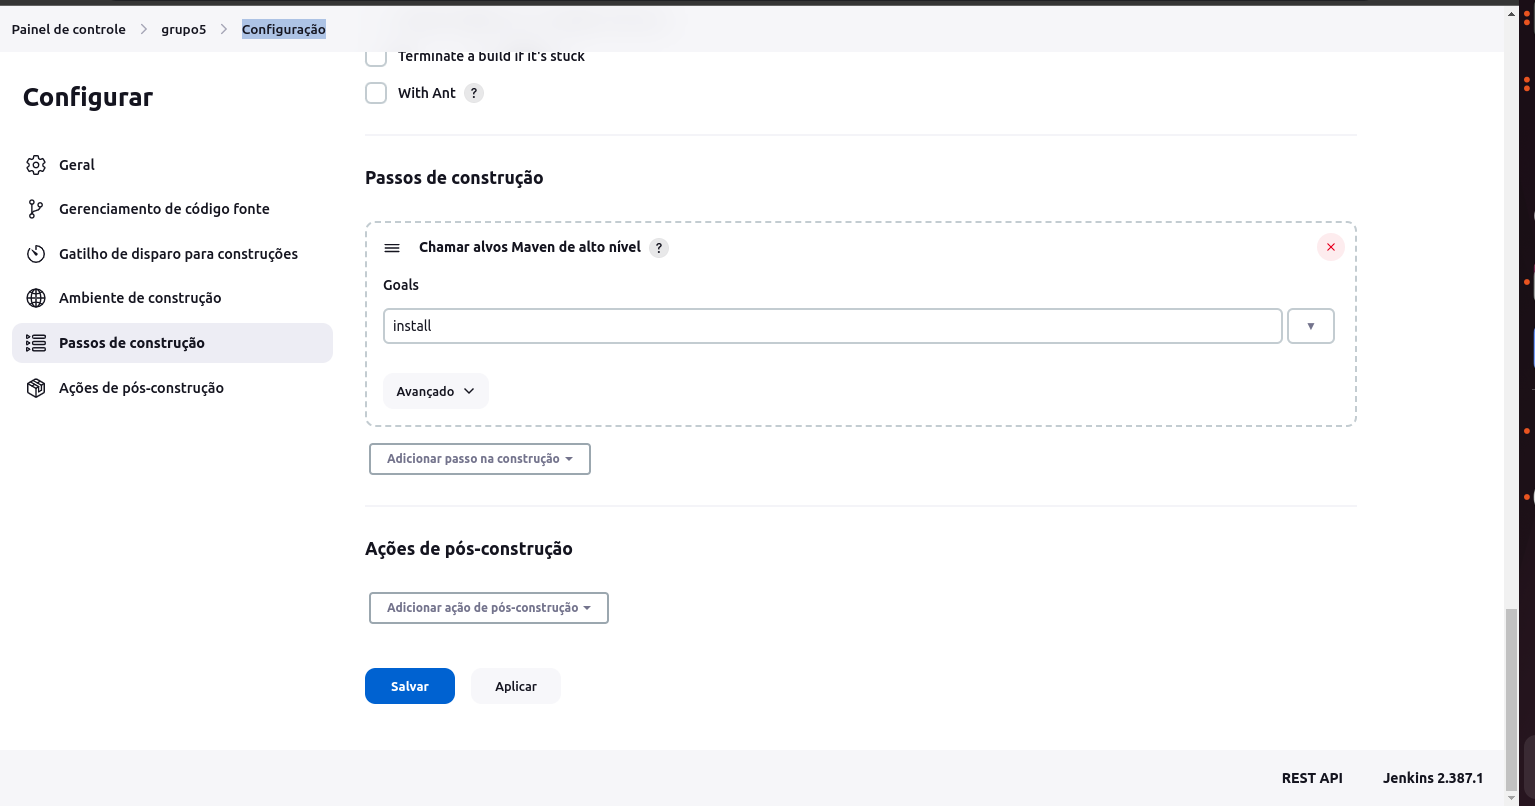 Painel de controle
grupo5
Configuração
Configurar
Geral
Gerenciamento de código fonte
Gatilho de disparo para construções
Ambiente de construção
Passos de construção
Ações de pós-construção
Terminate a build if it's stuck
With Ant ?
Passos de construção
Chamar alvos Maven de alto nível ?
Goals
install
Avançado
Adicionar passo na construção
Ações de pós-construção
Adicionar ação de pós-construção
Salvar
Aplicar
REST API
Jenkins 2.387.1